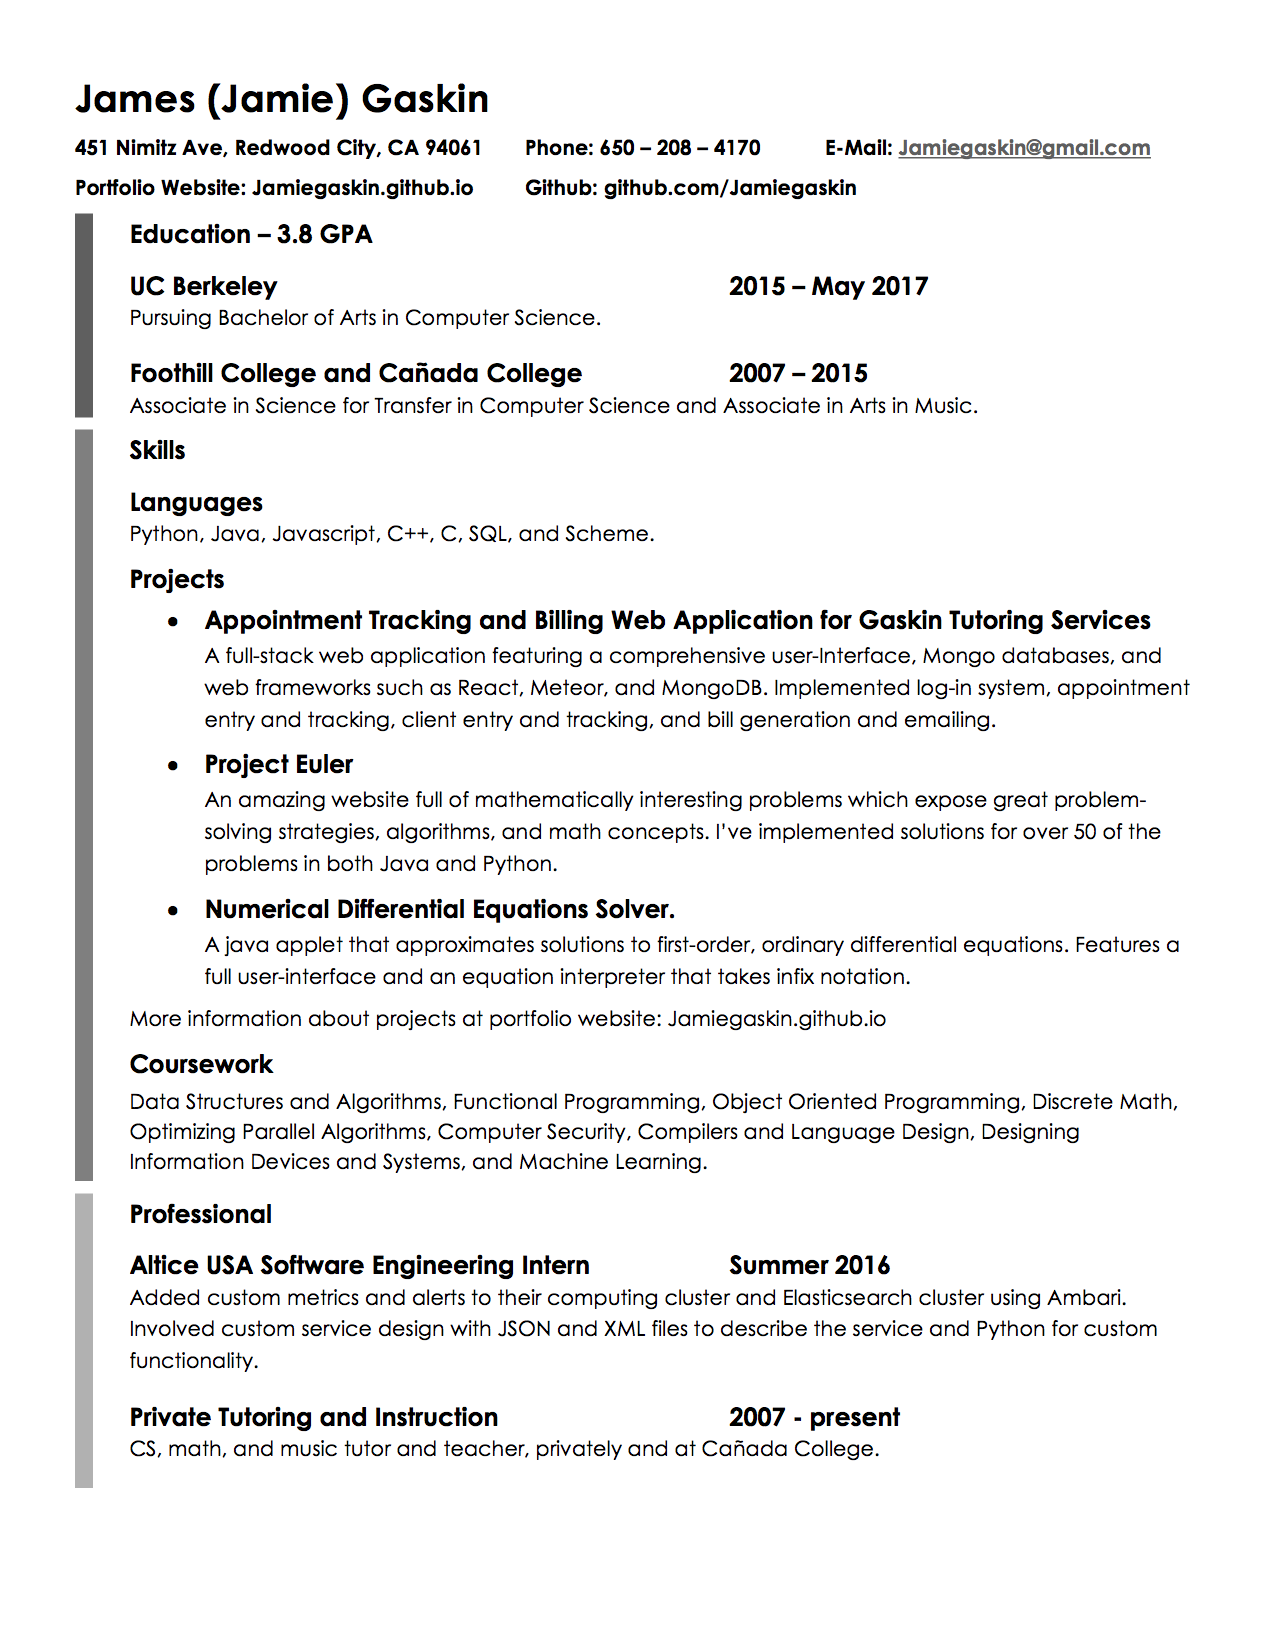 James (Jamie) Gaskin
451 Nimitz Ave, Redwood City, CA 94061 Phone: 650 – 208 – 4170 E-Mail: Jamiegaskin@gmail.com
Portfolio Website: Jamiegaskin.github.io Github: github.com/Jamiegaskin
Education – 3.8 GPA
UC Berkeley 2015 – May 2017
Pursuing Bachelor of Arts in Computer Science.
Foothill College and Cañada College 2007 – 2015
Associate in Science for Transfer in Computer Science and Associate in Arts in Music.
Skills
Languages
Python, Java, Javascript, C++, C, SQL, and Scheme.
Projects
• Appointment Tracking and Billing Web Application for Gaskin Tutoring Services
A full-stack web application featuring a comprehensive user-Interface, Mongo databases, and
web frameworks such as React, Meteor, and MongoDB. Implemented log-in system, appointment
entry and tracking, client entry and tracking, and bill generation and emailing.
• Project Euler
An amazing website full of mathematically interesting problems which expose great problem-
solving strategies, algorithms, and math concepts. I've implemented solutions for over 50 of the
problems in both Java and Python.
• Numerical Differential Equations Solver.
A java applet that approximates solutions to first-order, ordinary differential equations. Features a
full user-interface and an equation interpreter that takes infix notation.
More information about projects at portfolio website: Jamiegaskin.github.io
Coursework
Data Structures and Algorithms, Functional Programming, Object Oriented Programming, Discrete Math,
Optimizing Parallel Algorithms, Computer Security, Compilers and Language Design, Designing
Information Devices and Systems, and Machine Learning.
Professional
Altice USA Software Engineering Intern Summer 2016
Added custom metrics and alerts to their computing cluster and Elasticsearch cluster using Ambari.
Involved custom service design with JSON and XML files to describe the service and Python for custom
functionality.
Private Tutoring and Instruction 2007 - present
CS, math, and music tutor and teacher, privately and at Cañada College.